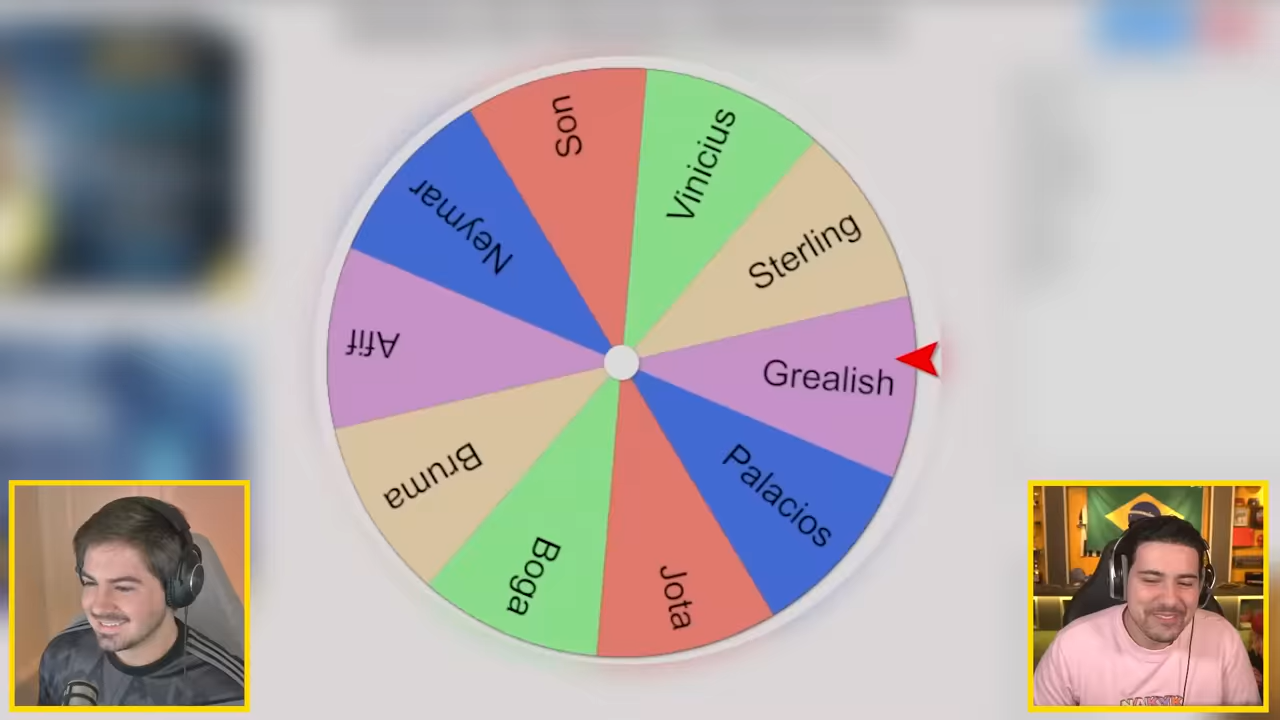 Son
Vinicius
Sterling
Grealish
Palacios
Jota
Boga
Bruma
Afif
Neymar